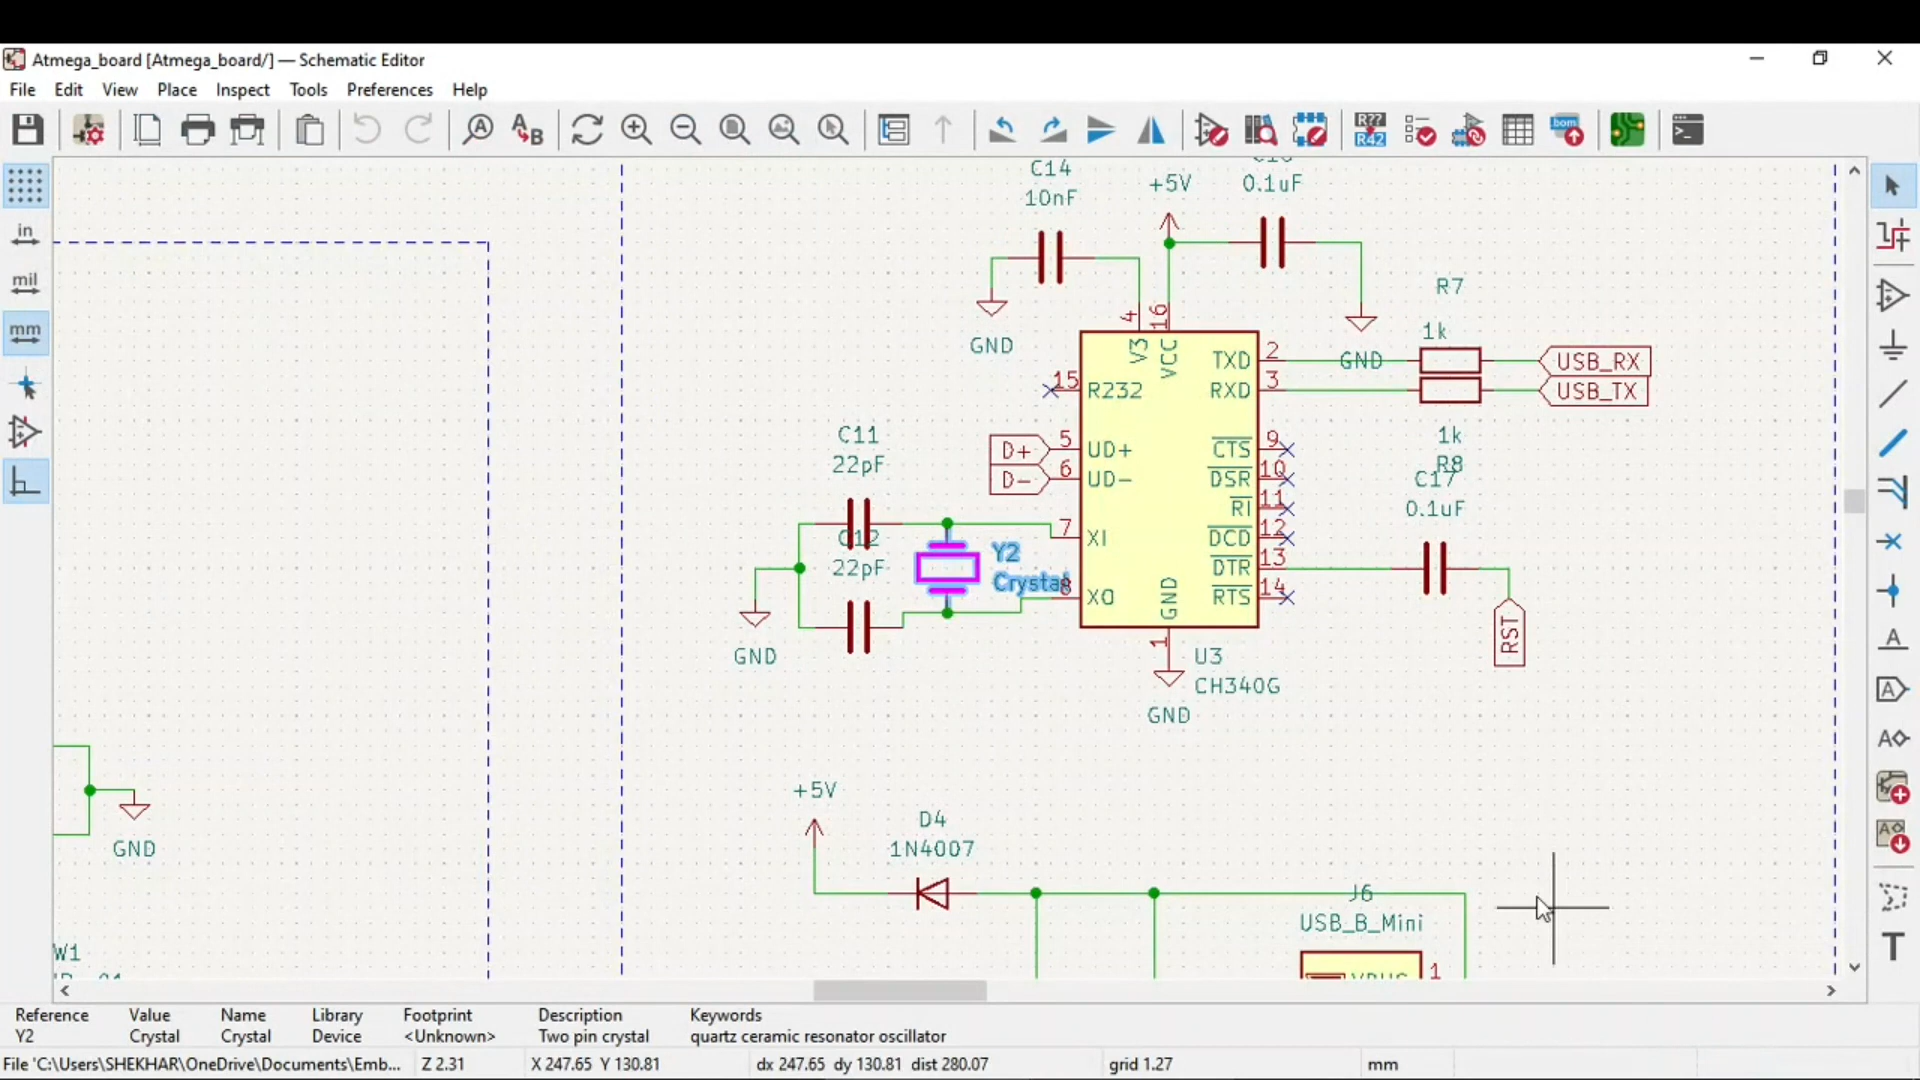 Atmega_board [Atmega_board/] — Schematic Editor
File Edit View Place Inspect Tools Preferences Help
A
A
B
R??
R42
bom
in
mil
mm
C14
10nF
+5V
0.1uF
GND
GND
R7
1k
4
16
V3
VCC
15
R232
TXD
2
USB_RX
RXD
3
USB_TX
1k
R8
D+
5
UD+
D-
6
UD-
CTS
9
DSR
10
RI
11
DCD
12
DTR
13
RTS
14
C17
0.1uF
RST
C11
22pF
C12
22pF
Y2
Crystal
7
XI
8
XO
GND
GND
1
U3
CH340G
GND
GND
+5V
D4
1N4007
J6
USB_B_Mini
VBUS
1
W1
A
A
A
A
T
Reference Value Name Library Footprint Description Keywords
Y2 Crystal Crystal Device <Unknown> Two pin crystal quartz ceramic resonator oscillator
File 'C:\Users\SHEKHAR\OneDrive\Documents\Emb... Z 2.31 X 247.65 Y 130.81 dx 247.65 dy 130.81 dist 280.07 grid 1.27 mm